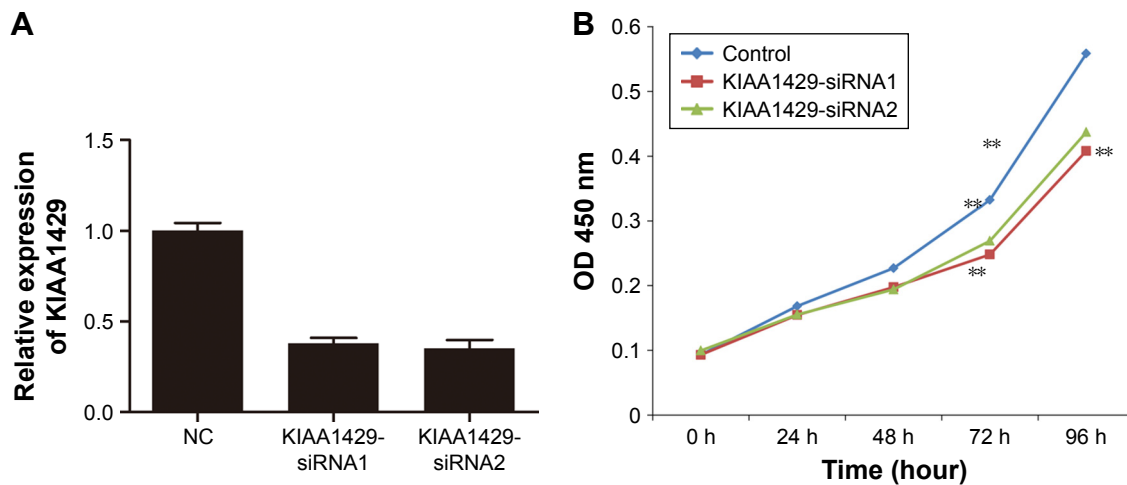 A
Relative expression
of KIAA1429
1.5
1.0
0.5
0.0
NC
KIAA1429-
siRNA1
KIAA1429-
siRNA2
B
OD 450 nm
0.6
0.5
0.4
0.3
0.2
0.1
0
Control
KIAA1429-siRNA1
KIAA1429-siRNA2
**
**
**
**
0 h
24 h
48 h
72 h
96 h
Time (hour)